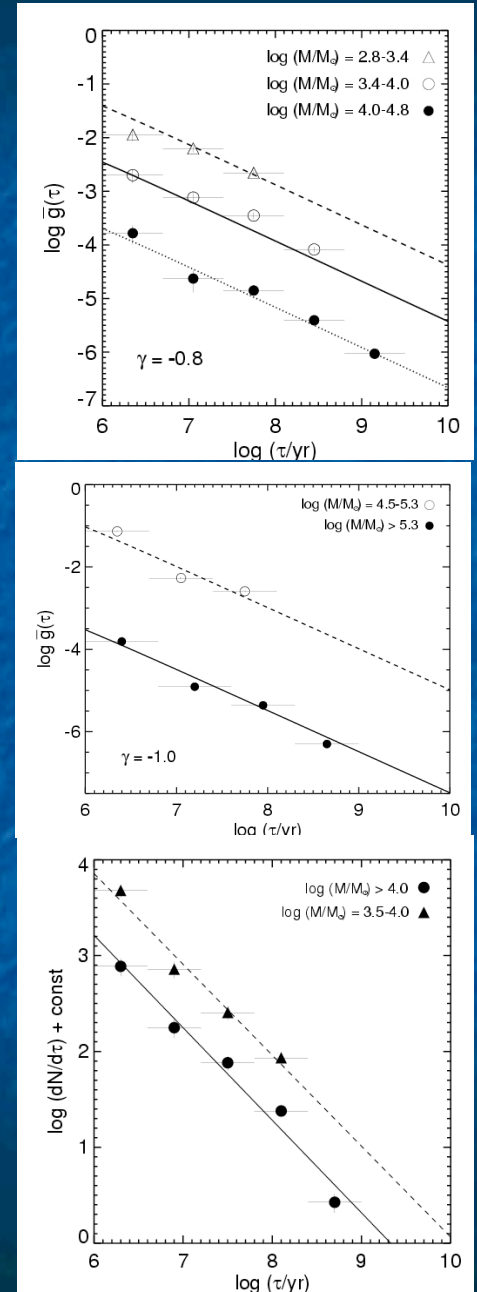 0
-1
-2
-3
-4
-5
-6
-7
log (M/M☉) = 2.8-3.4
log (M/M☉) = 3.4-4.0
log (M/M☉) = 4.0-4.8
γ = -0.8
log g̅(τ)
6 7 8 9 10
log (τ/yr)
0
-2
-4
-6
log (M/M☉) = 4.5-5.3
log (M/M☉) > 5.3
γ = -1.0
log g̅(τ)
6 7 8 9 10
log (τ/yr)
4
3
2
1
0
log (M/M☉) > 4.0
log (M/M☉) = 3.5-4.0
log (dN/dτ) + const
6 7 8 9 10
log (τ/yr)